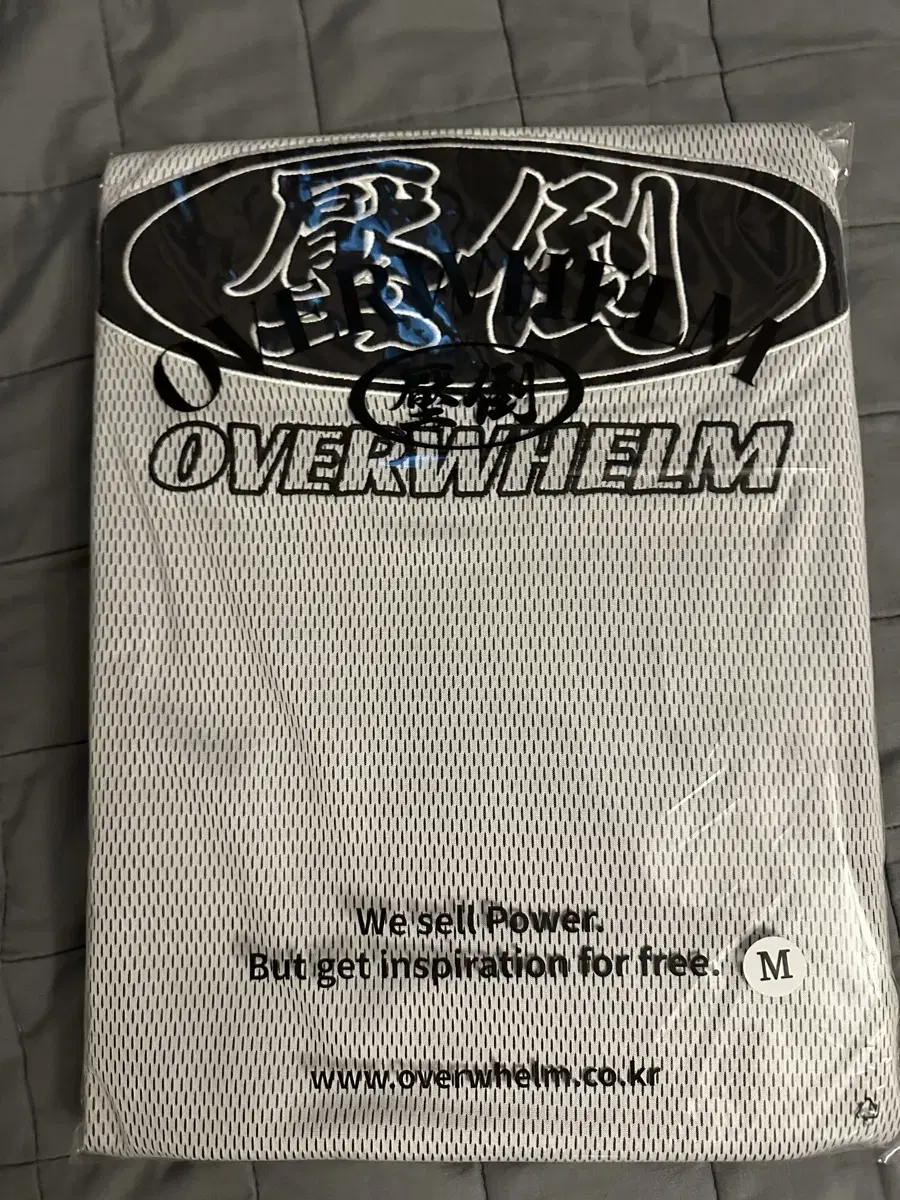 壓倒
OVERWHELM
壓倒
OVERWHELM
We sell Power.
But get inspiration for free.
M
www.overwhelm.co.kr